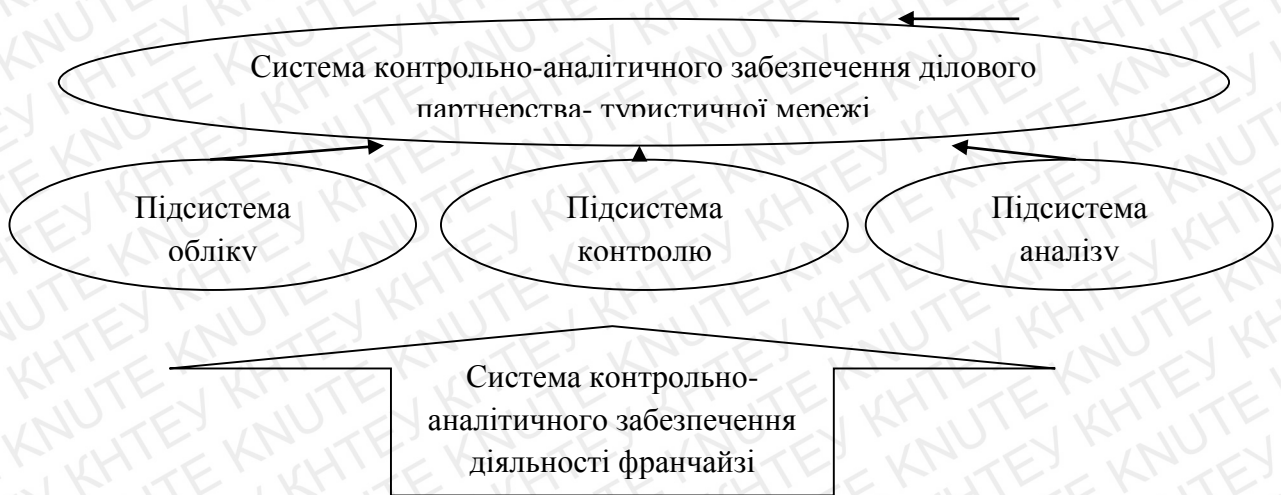 Система контрольно-аналітичного забезпечення ділового
партнерства- туристичної мережі
Підсистема
обліку
Підсистема
контролю
Підсистема
аналізу
Система контрольно-
аналітичного забезпечення
діяльності франчайзі